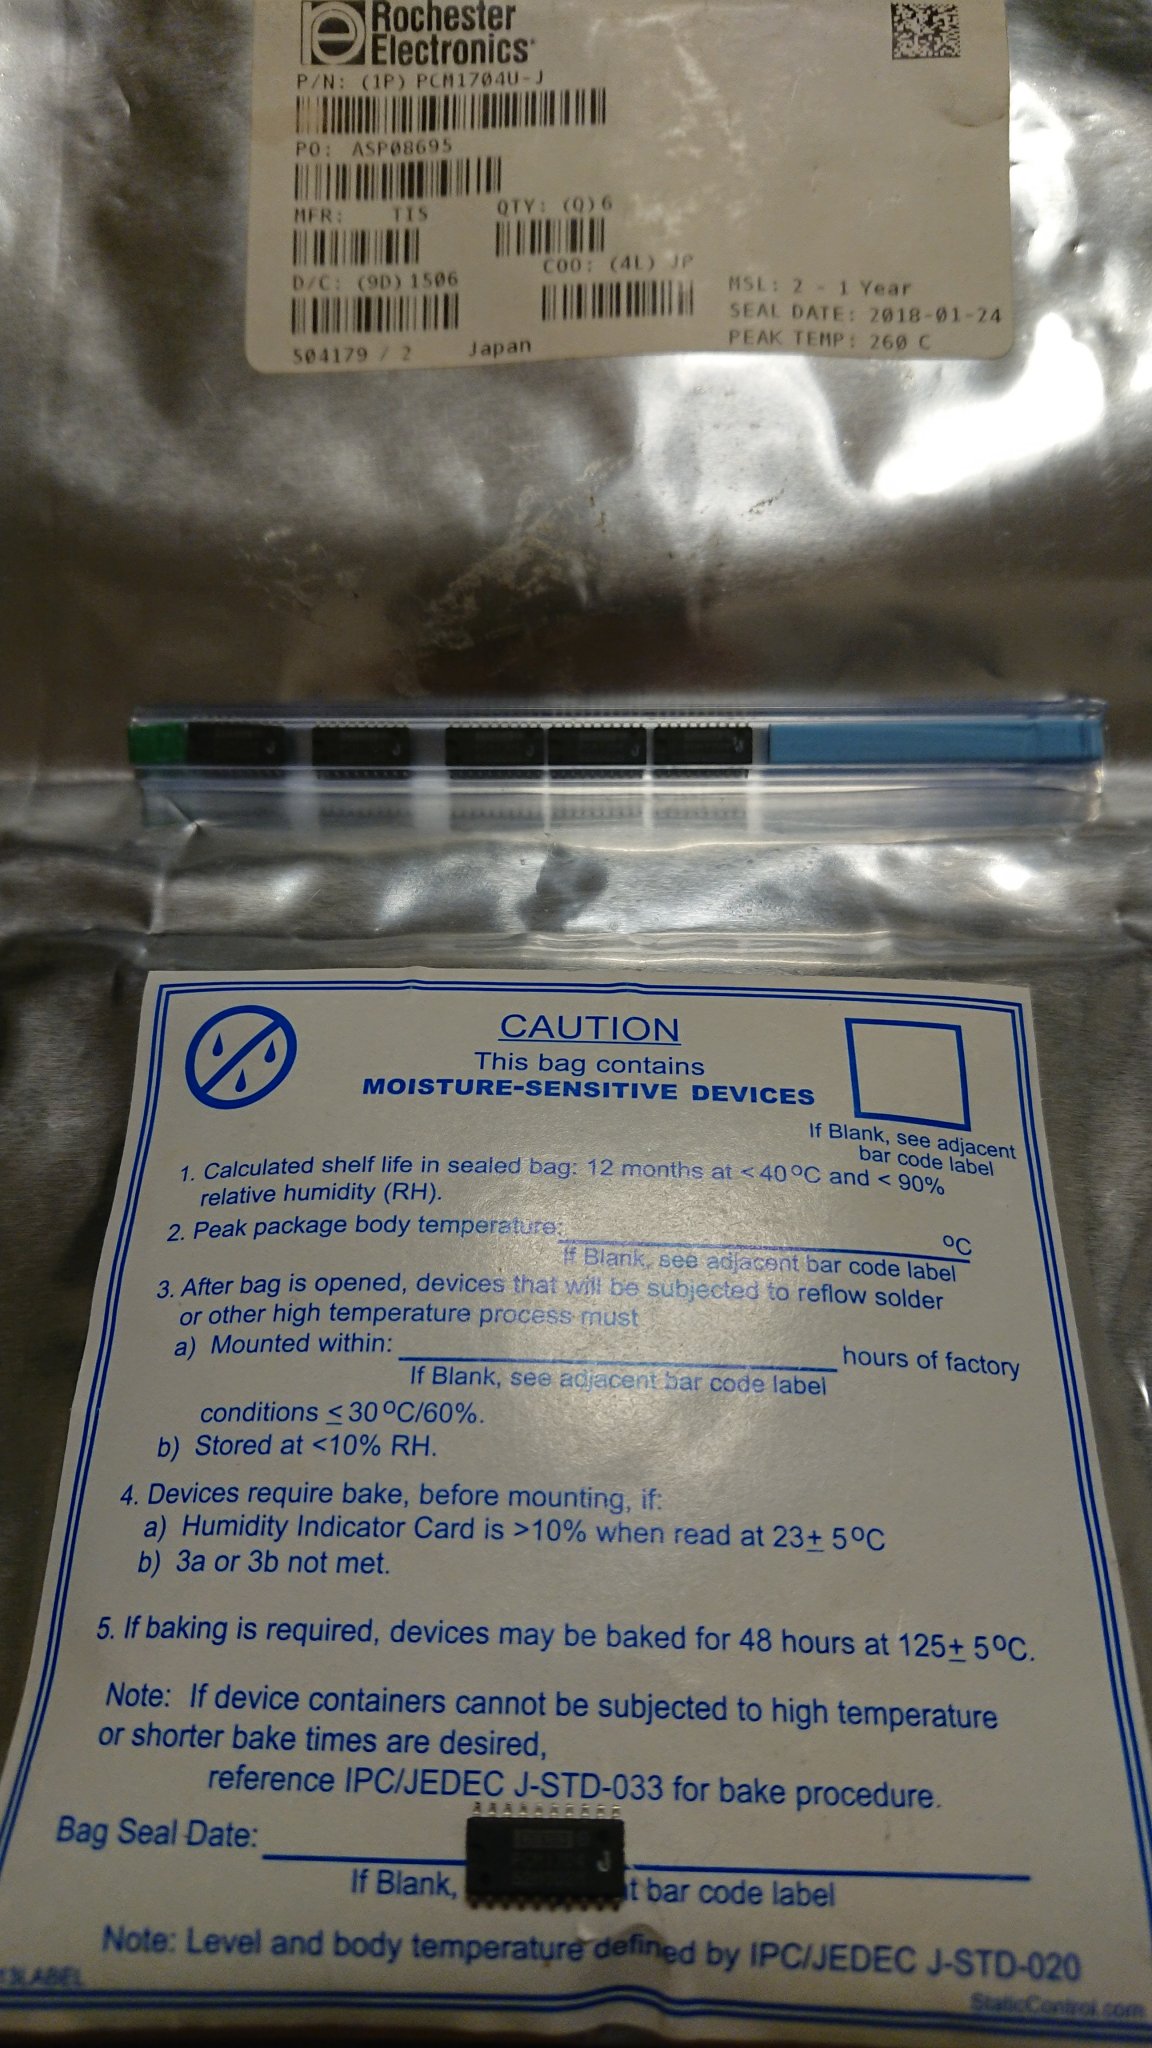 Rochester
Electronics
P/N: (1P) PCM1704U-J
PO: ASP08695
MFR: TIS
QTY: (Q)6
D/C: (9D)1506
COO: (4L) JP
504179 / 2 Japan
MSL: 2 - 1 Year
SEAL DATE: 2018-01-24
PEAK TEMP: 260 C
J
J
J
J
J
CAUTION
This bag contains
MOISTURE-SENSITIVE DEVICES
If Blank, see adjacent
bar code label
1. Calculated shelf life in sealed bag: 12 months at < 40 °C and < 90%
relative humidity (RH).
2. Peak package body temperature: °C
If Blank, see adjacent bar code label
3. After bag is opened, devices that will be subjected to reflow solder
or other high temperature process must
a) Mounted within: hours of factory
If Blank, see adjacent bar code label
conditions ≤ 30 °C/60%.
b) Stored at <10% RH.
4. Devices require bake, before mounting, if:
a) Humidity Indicator Card is >10% when read at 23± 5°C
b) 3a or 3b not met.
5. If baking is required, devices may be baked for 48 hours at 125± 5°C.
Note: If device containers cannot be subjected to high temperature
or shorter bake times are desired,
reference IPC/JEDEC J-STD-033 for bake procedure.
Bag Seal Date:
J
If Blank, t bar code label
Note: Level and body temperature defined by IPC/JEDEC J-STD-020
StaticControl.com